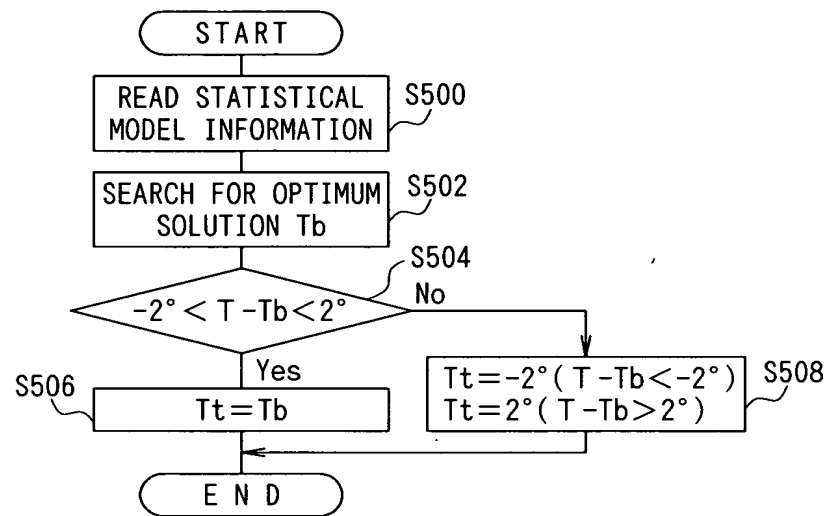 START
READ STATISTICAL
MODEL INFORMATION
S500
SEARCH FOR OPTIMUM
SOLUTION Tb
S502
S504
-2° < T -Tb < 2°
No
Yes
S506
Tt=Tb
Tt=-2° ( T -Tb<-2°)
Tt=2° ( T -Tb>2°)
S508
END